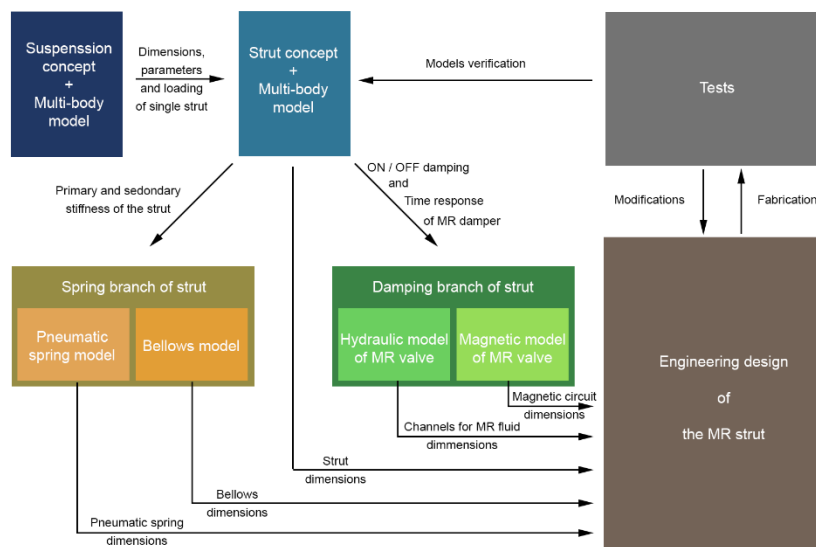 Suspenssion
concept
+
Multi-body
model
Dimensions,
parameters
and loading
of single strut
Strut concept
+
Multi-body
model
Models verification
Tests
Primary and sedondary
stiffness of the strut
ON / OFF damping
and
Time response
of MR damper
Modifications
Fabrication
Spring branch of strut
Pneumatic
spring model
Bellows model
Damping branch of strut
Hydraulic model
of MR valve
Magnetic model
of MR valve
Engineering design
of
the MR strut
Magnetic circuit
dimensions
Channels for MR fluid
dimmensions
Strut
dimensions
Bellows
dimensions
Pneumatic spring
dimensions